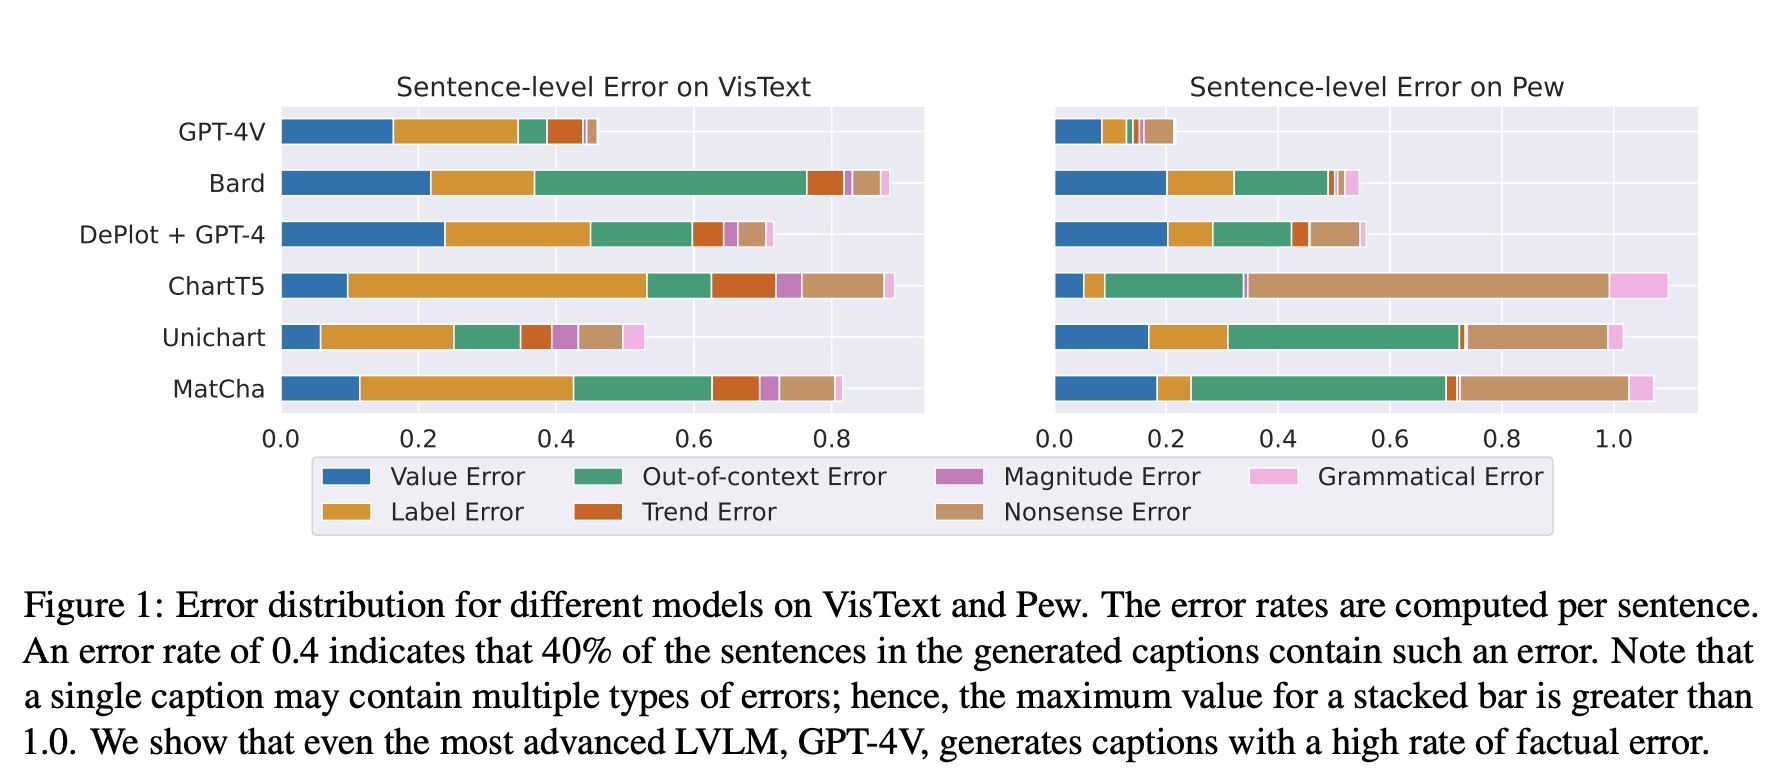 Sentence-level Error on VisText
Sentence-level Error on Pew
GPT-4V
Bard
DePlot + GPT-4
ChartT5
Unichart
MatCha
0.0 0.2 0.4 0.6 0.8
0.0 0.2 0.4 0.6 0.8 1.0
Value Error Out-of-context Error Magnitude Error Grammatical Error
Label Error Trend Error Nonsense Error
Figure 1: Error distribution for different models on VisText and Pew. The error rates are computed per sentence.
An error rate of 0.4 indicates that 40% of the sentences in the generated captions contain such an error. Note that
a single caption may contain multiple types of errors; hence, the maximum value for a stacked bar is greater than
1.0. We show that even the most advanced LVLM, GPT-4V, generates captions with a high rate of factual error.